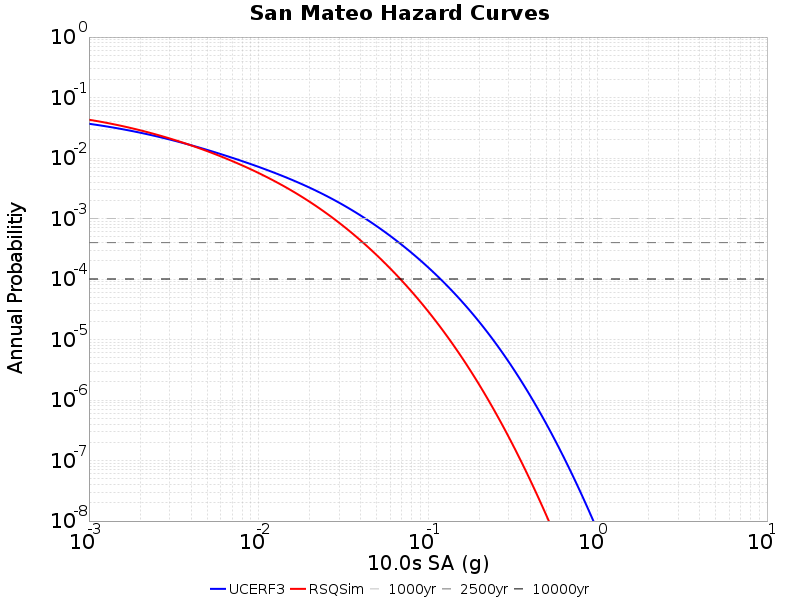 San Mateo Hazard Curves
10^0
10^-1
10^-2
10^-3
10^-4
10^-5
10^-6
10^-7
10^-8
Annual Probabilitiy
10^-3 10^-2 10^-1 10^0 10^1
10.0s SA (g)
UCERF3 RSQSim 1000yr 2500yr 10000yr